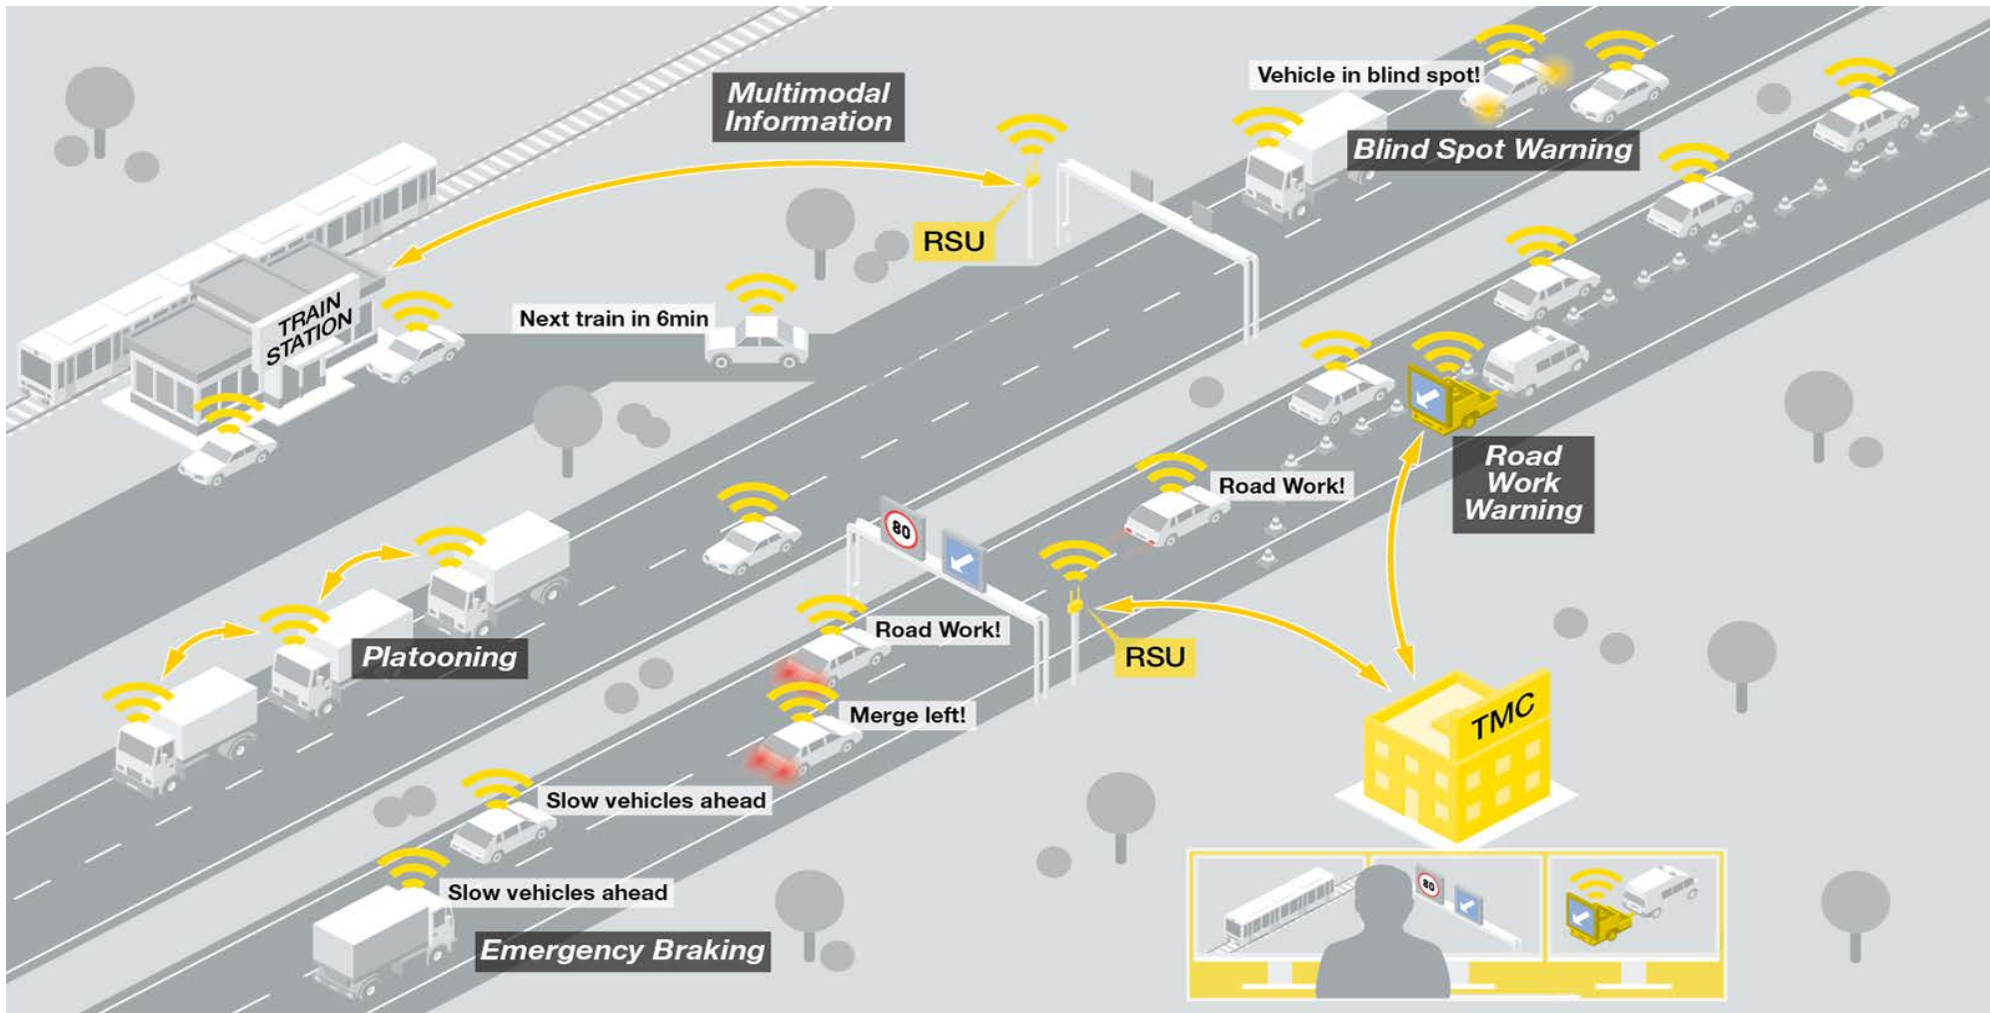 Vehicle in blind spot!
Multimodal
Information
Blind Spot Warning
RSU
TRAIN
STATION
Next train in 6min
Road
Work
Warning
Road Work!
80
Road Work!
Platooning
RSU
Merge left!
TMC
Slow vehicles ahead
Slow vehicles ahead
80
Emergency Braking